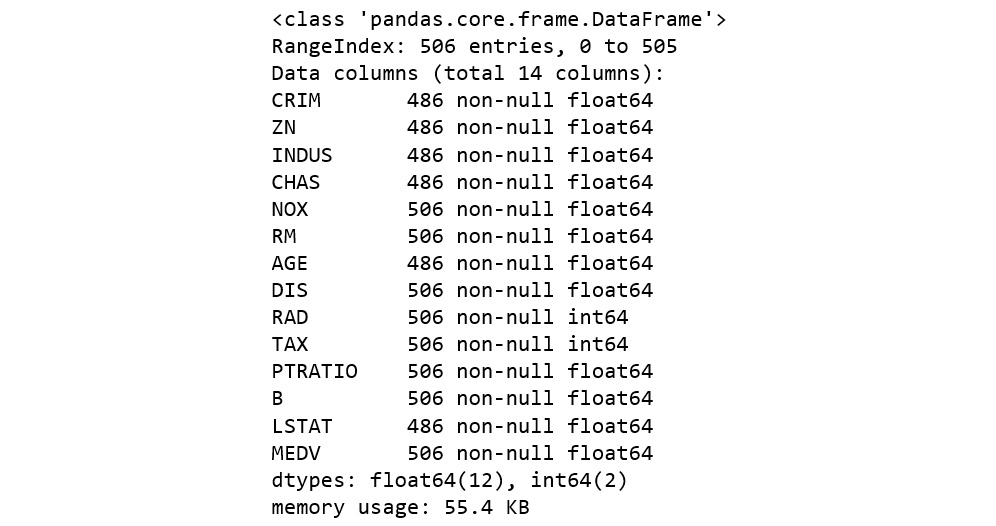 <class 'pandas.core.frame.DataFrame'>
RangeIndex: 506 entries, 0 to 505
Data columns (total 14 columns):
CRIM       486 non-null float64
ZN         486 non-null float64
INDUS      486 non-null float64
CHAS       486 non-null float64
NOX        506 non-null float64
RM         506 non-null float64
AGE        486 non-null float64
DIS        506 non-null float64
RAD        506 non-null int64
TAX        506 non-null int64
PTRATIO    506 non-null float64
B          506 non-null float64
LSTAT      486 non-null float64
MEDV       506 non-null float64
dtypes: float64(12), int64(2)
memory usage: 55.4 KB